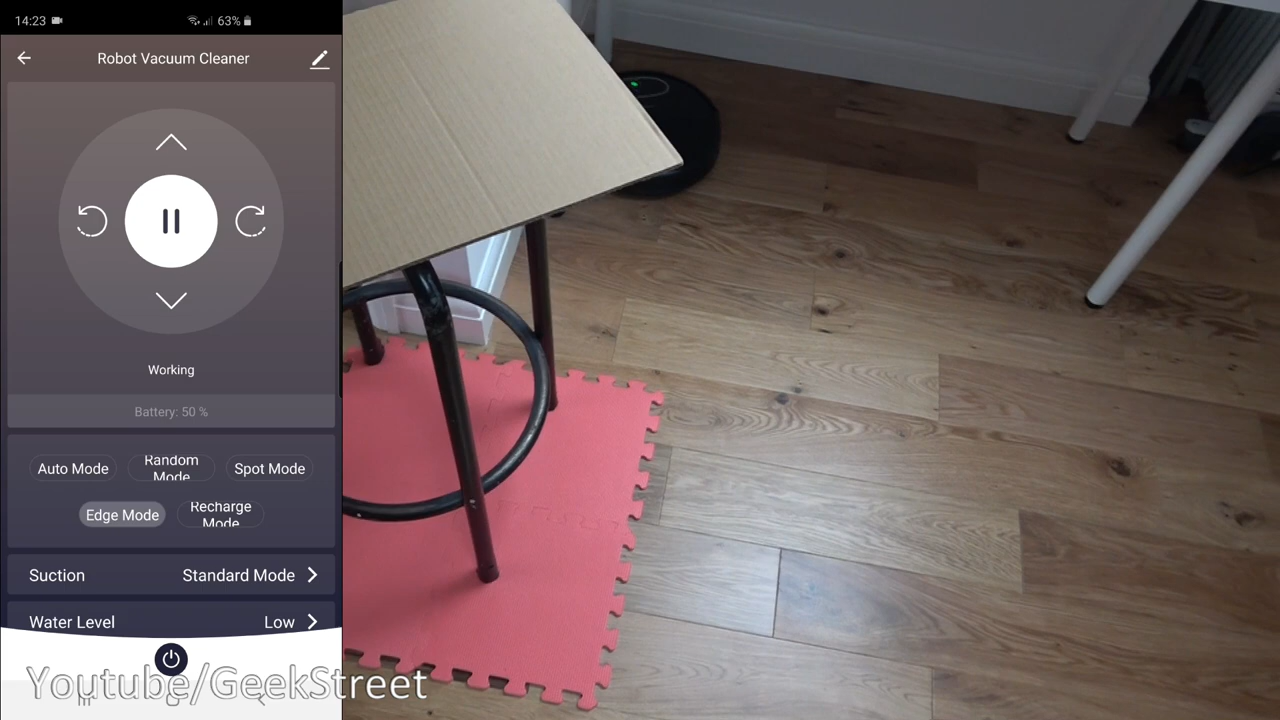 14:23
63%
Robot Vacuum Cleaner
Working
Battery: 50 %
Auto Mode
Random Mode
Spot Mode
Edge Mode
Recharge Mode
Suction
Standard Mode
Water Level
Low
Youtube/GeekStreet